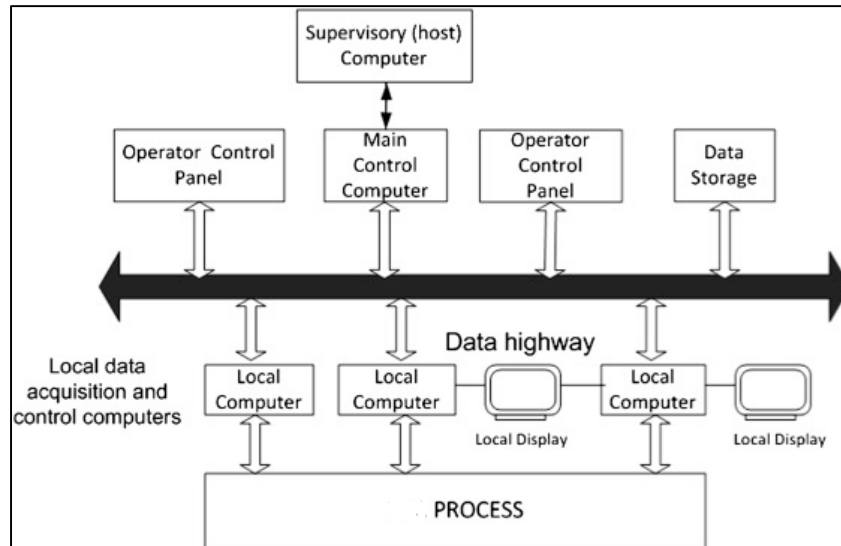 Supervisory (host)
Computer
Operator Control
Panel
Main
Control
Computer
Operator
Control
Panel
Data
Storage
Data highway
Local data
acquisition and
control computers
Local
Computer
Local
Computer
Local Display
Local
Computer
Local Display
PROCESS